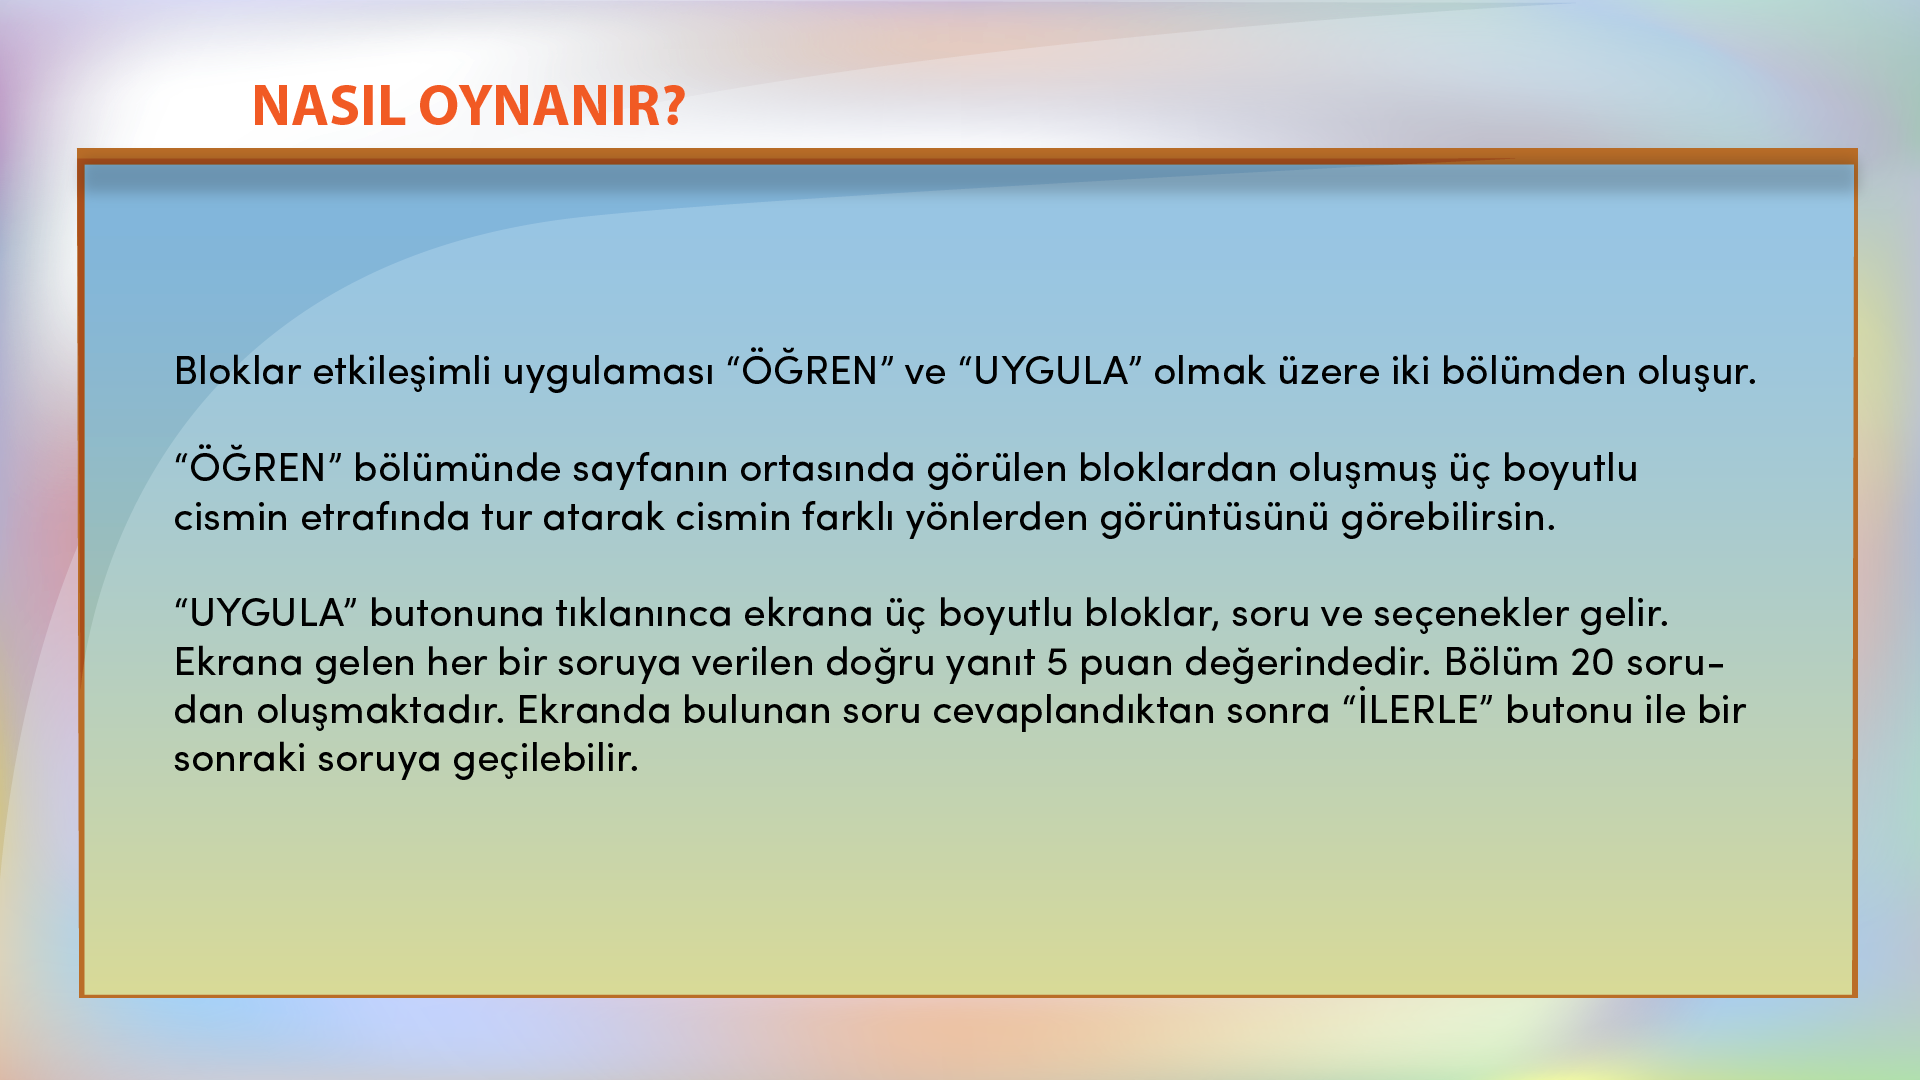 NASIL OYNANIR?
Bloklar etkileşimli uygulaması “ÖĞREN” ve “UYGULA” olmak üzere iki bölümden oluşur.
“ÖĞREN” bölümünde sayfanın ortasında görülen bloklardan oluşmuş üç boyutlu
cismin etrafında tur atarak cismin farklı yönlerden görüntüsünü görebilirsin.
“UYGULA” butonuna tıklanınca ekrana üç boyutlu bloklar, soru ve seçenekler gelir.
Ekrana gelen her bir soruya verilen doğru yanıt 5 puan değerindedir. Bölüm 20 soru-
dan oluşmaktadır. Ekranda bulunan soru cevaplandıktan sonra “İLERLE” butonu ile bir
sonraki soruya geçilebilir.